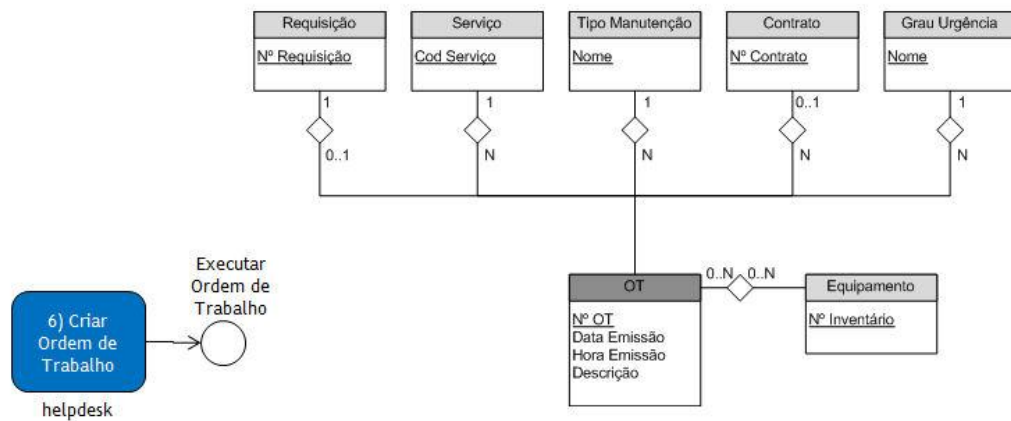 Requisição
Serviço
Tipo Manutenção
Contrato
Grau Urgência
Nº Requisição
Cod Serviço
Nome
Nº Contrato
Nome
1
1
1
0..1
1
0..1
N
N
N
N
Executar
Ordem de
Trabalho
6) Criar
Ordem de
Trabalho
helpdesk
OT
0..N 0..N
Equipamento
Nº OT
Data Emissão
Hora Emissão
Descrição
Nº Inventário